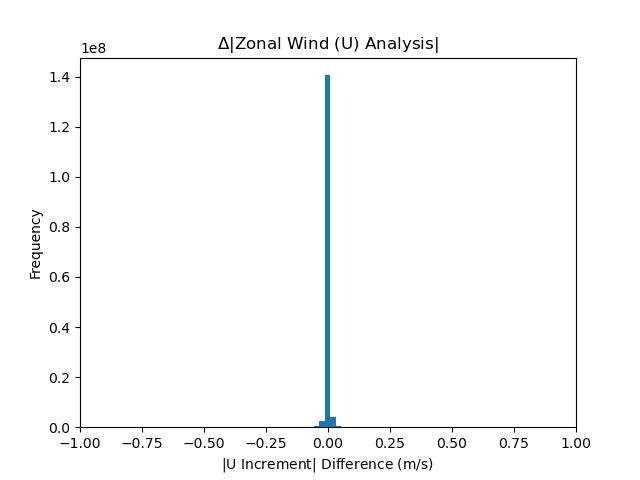 Δ|Zonal Wind (U) Analysis|
1e8
1.4
1.2
1.0
0.8
0.6
0.4
0.2
0.0
Frequency
−1.00 −0.75 −0.50 −0.25 0.00 0.25 0.50 0.75 1.00
|U Increment| Difference (m/s)